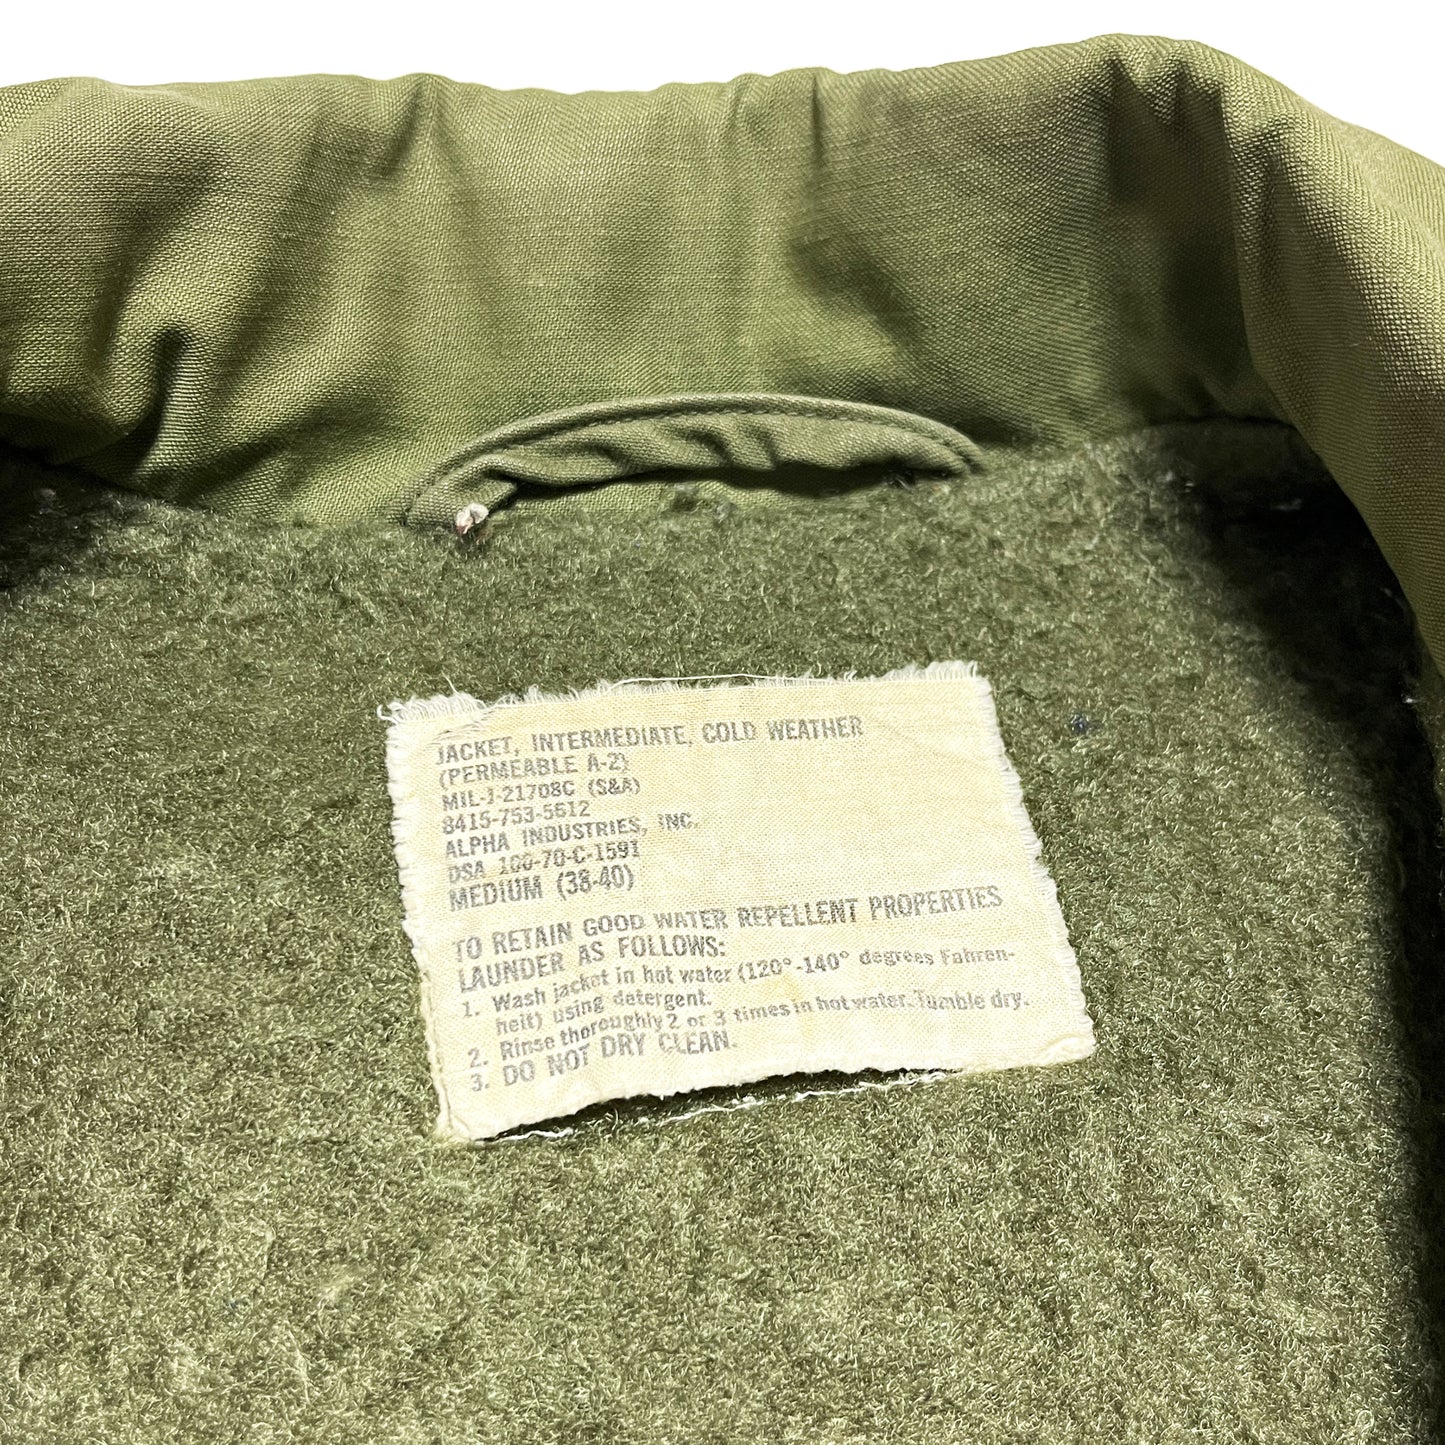 JACKET, INTERMEDIATE, COLD WEATHER
(PERMEABLE A-2)
MIL-J-21708C (S&A)
8415-753-5612
ALPHA INDUSTRIES, INC.
DSA 100-70-C-1591
MEDIUM (38-40)
TO RETAIN GOOD WATER REPELLENT PROPERTIES
LAUNDER AS FOLLOWS:
1. Wash jacket in hot water (120°-140° degrees Fahren-
heit) using detergent.
2. Rinse thoroughly 2 or 3 times in hot water. Tumble dry.
3. DO NOT DRY CLEAN.